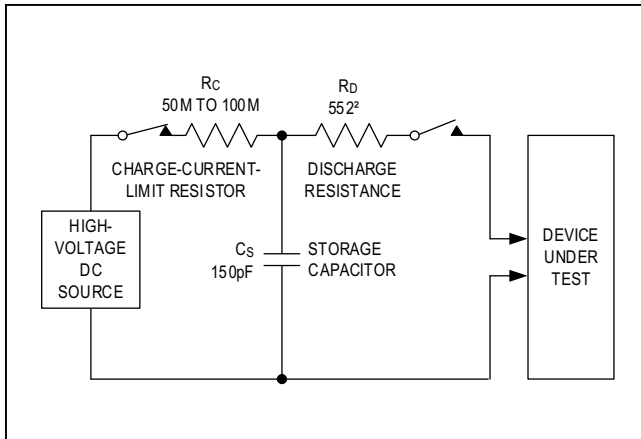 RC
50M TO 100M
CHARGE-CURRENT-
LIMIT RESISTOR
RD
552²
DISCHARGE
RESISTANCE
HIGH-
VOLTAGE
DC
SOURCE
CS
150pF
STORAGE
CAPACITOR
DEVICE
UNDER
TEST